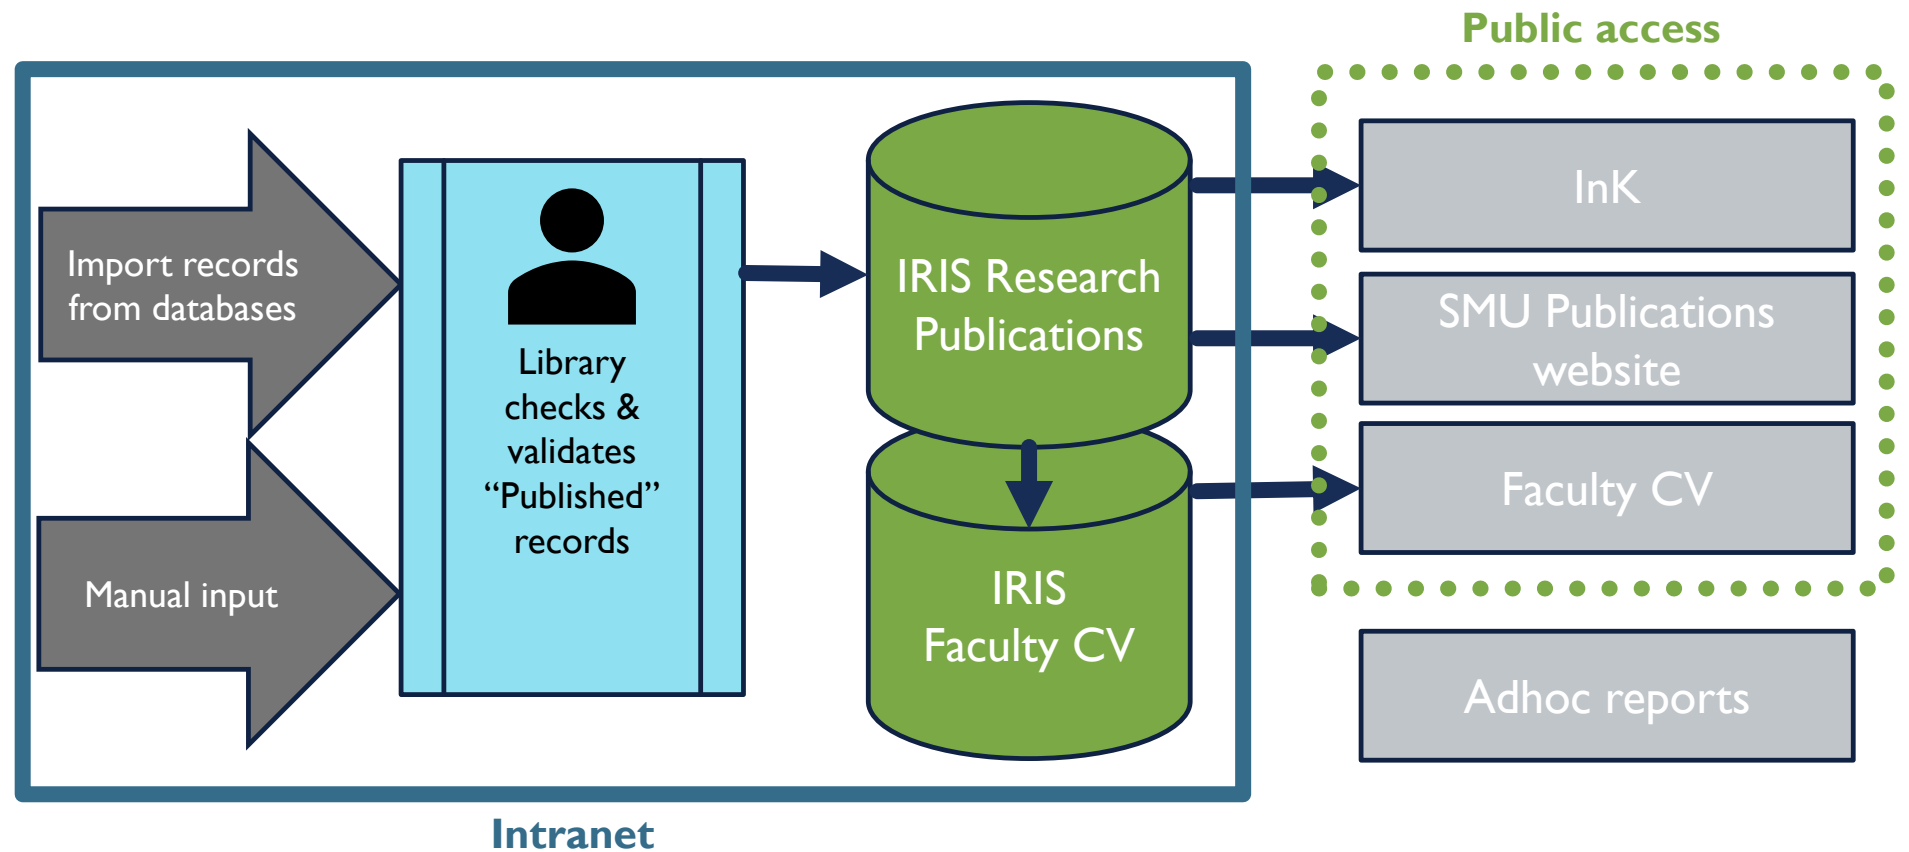 Public access
Import records
from databases
Manual input
Library
checks &
validates
“Published”
records
IRIS Research
Publications
IRIS
Faculty CV
InK
SMU Publications
website
Faculty CV
Adhoc reports
Intranet